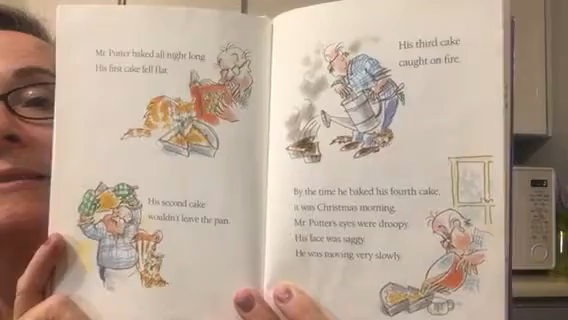 Mr. Putter baked all night long.
His first cake fell flat.
His second cake
wouldn't leave the pan.
His third cake
caught on fire.
By the time he baked his fourth cake,
it was Christmas morning.
Mr. Putter's eyes were droopy.
His face was saggy.
He was moving very slowly.